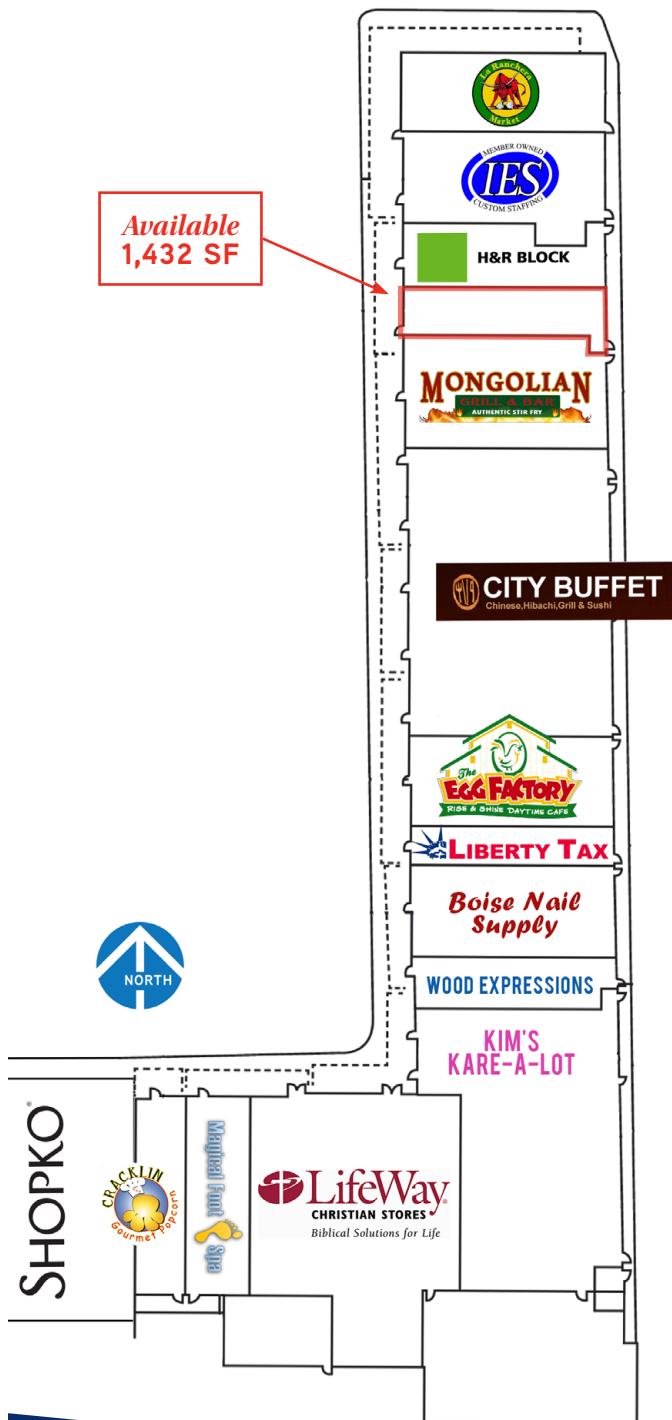 La Ranchera
Market
MEMBER OWNED
IES
CUSTOM STAFFING
Available
1,432 SF
H&R BLOCK
MONGOLIAN
GRILL & BAR
AUTHENTIC STIR FRY
CITY BUFFET
Chinese,Hibachi,Grill & Sushi
The
EGG FACTORY
RISE & SHINE DAYTIME CAFE
LIBERTY TAX
Boise Nail
Supply
NORTH
WOOD EXPRESSIONS
KIM'S
KARE-A-LOT
SHOPKO®
CRACKLIN
Gourmet Popcorn
Magical Foot Spa
LifeWay
CHRISTIAN STORES
Biblical Solutions for Life